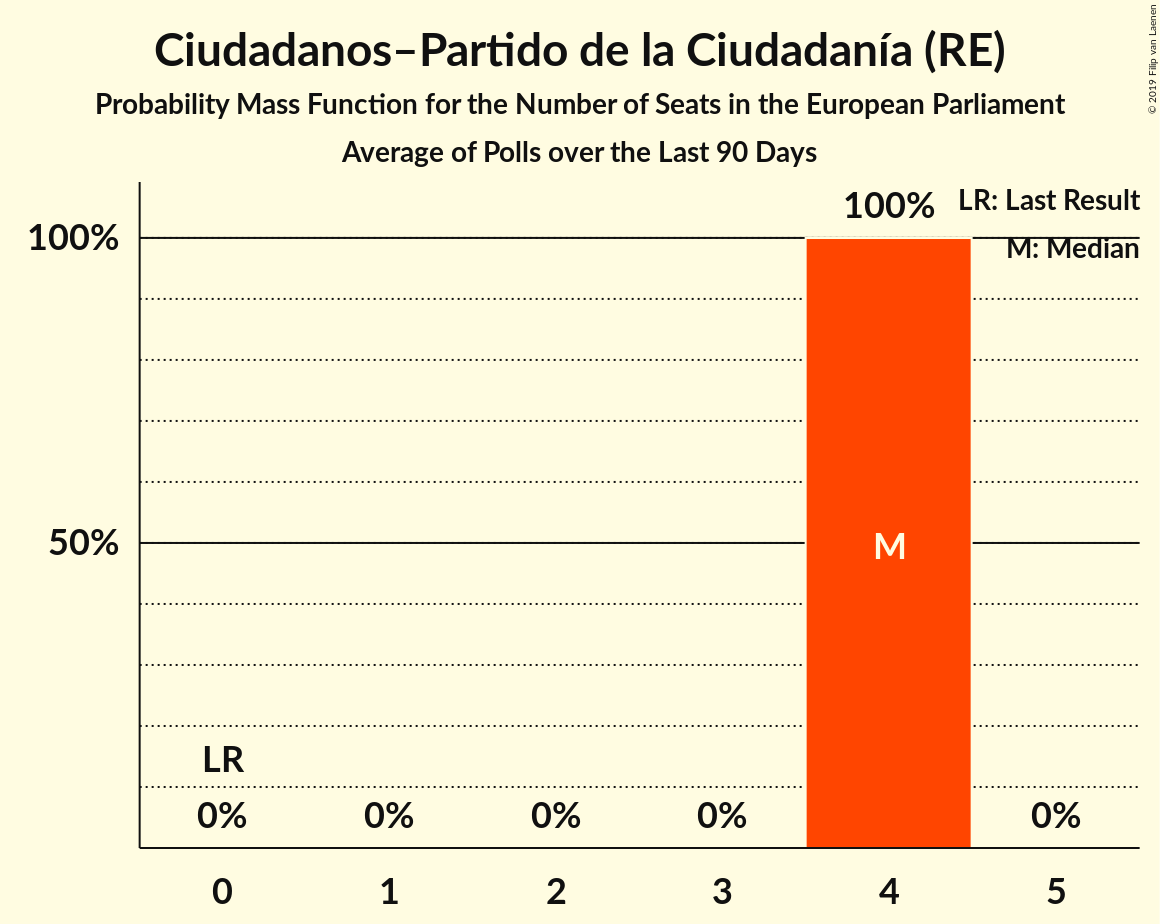 Ciudadanos–Partido de la Ciudadanía (RE)
Probability Mass Function for the Number of Seats in the European Parliament
Average of Polls over the Last 90 Days
© 2019 Filip van Laenen
LR: Last Result
M: Median
100%
100%
50%
M
LR
0%
0%
0%
0%
0%
0
1
2
3
4
5